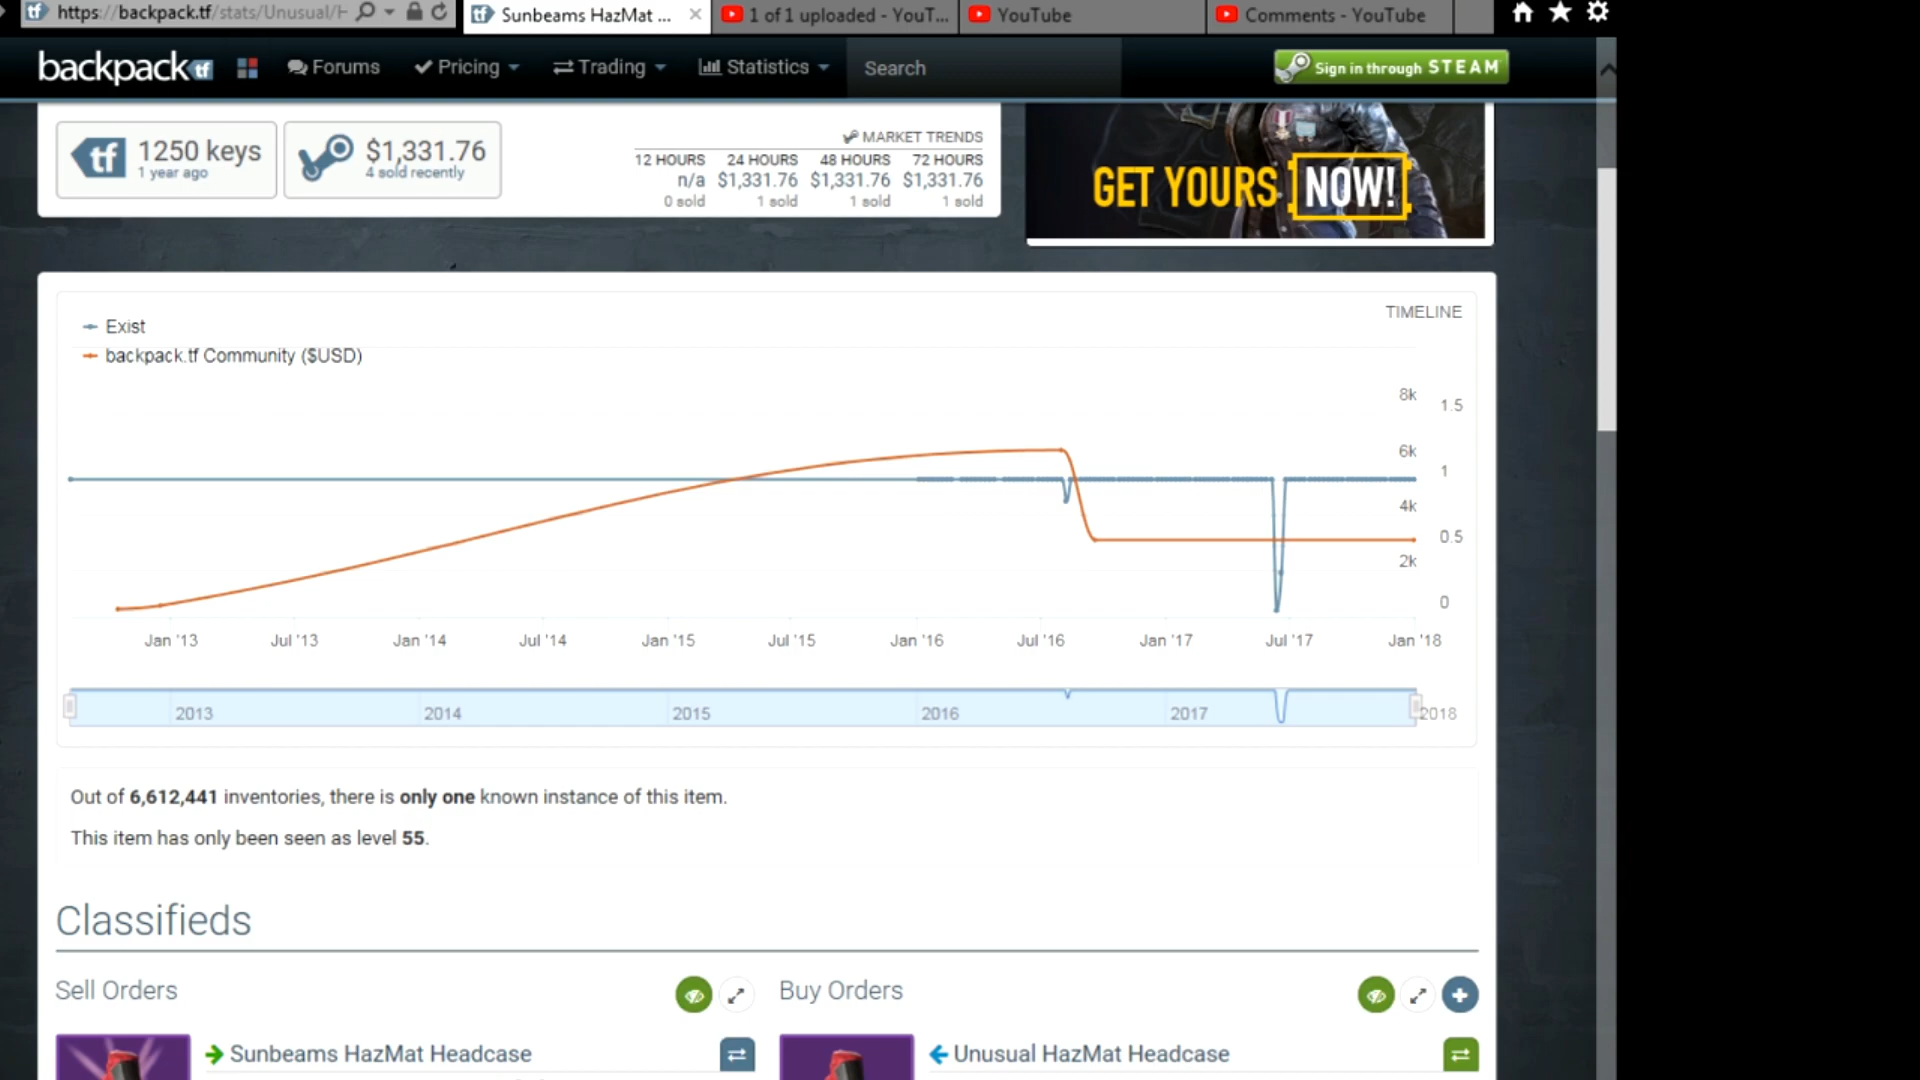 https://backpack.tf/stats/Unusual/H
Sunbeams HazMat ...
1 of 1 uploaded - YouT...
YouTube
Comments - YouTube
backpack tf
Forums
Pricing
Trading
Statistics
Search
Sign in through STEAM
tf
1250 keys
1 year ago
$1,331.76
4 sold recently
MARKET TRENDS
12 HOURS 24 HOURS 48 HOURS 72 HOURS
n/a $1,331.76 $1,331.76 $1,331.76
0 sold 1 sold 1 sold 1 sold
GET YOURS NOW!
TIMELINE
Exist
backpack.tf Community ($USD)
8k
1.5
6k
1
4k
0.5
2k
0
Jan '13 Jul '13 Jan '14 Jul '14 Jan '15 Jul '15 Jan '16 Jul '16 Jan '17 Jul '17 Jan '18
2013 2014 2015 2016 2017 2018
Out of 6,612,441 inventories, there is only one known instance of this item.
This item has only been seen as level 55.
Classifieds
Sell Orders
Buy Orders
Sunbeams HazMat Headcase
Unusual HazMat Headcase